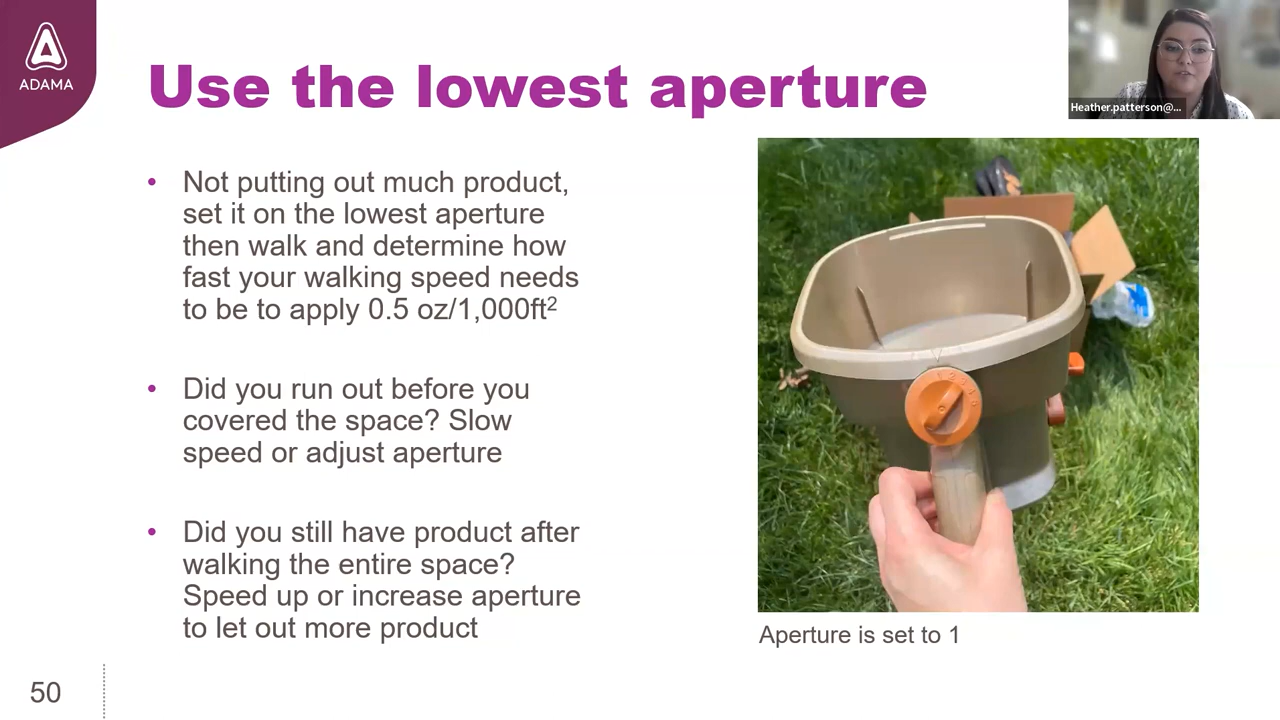 ADAMA
Use the lowest aperture
Heather.patterson@...
• Not putting out much product,
set it on the lowest aperture
then walk and determine how
fast your walking speed needs
to be to apply 0.5 oz/1,000ft²
• Did you run out before you
covered the space? Slow
speed or adjust aperture
• Did you still have product after
walking the entire space?
Speed up or increase aperture
to let out more product
Aperture is set to 1
50